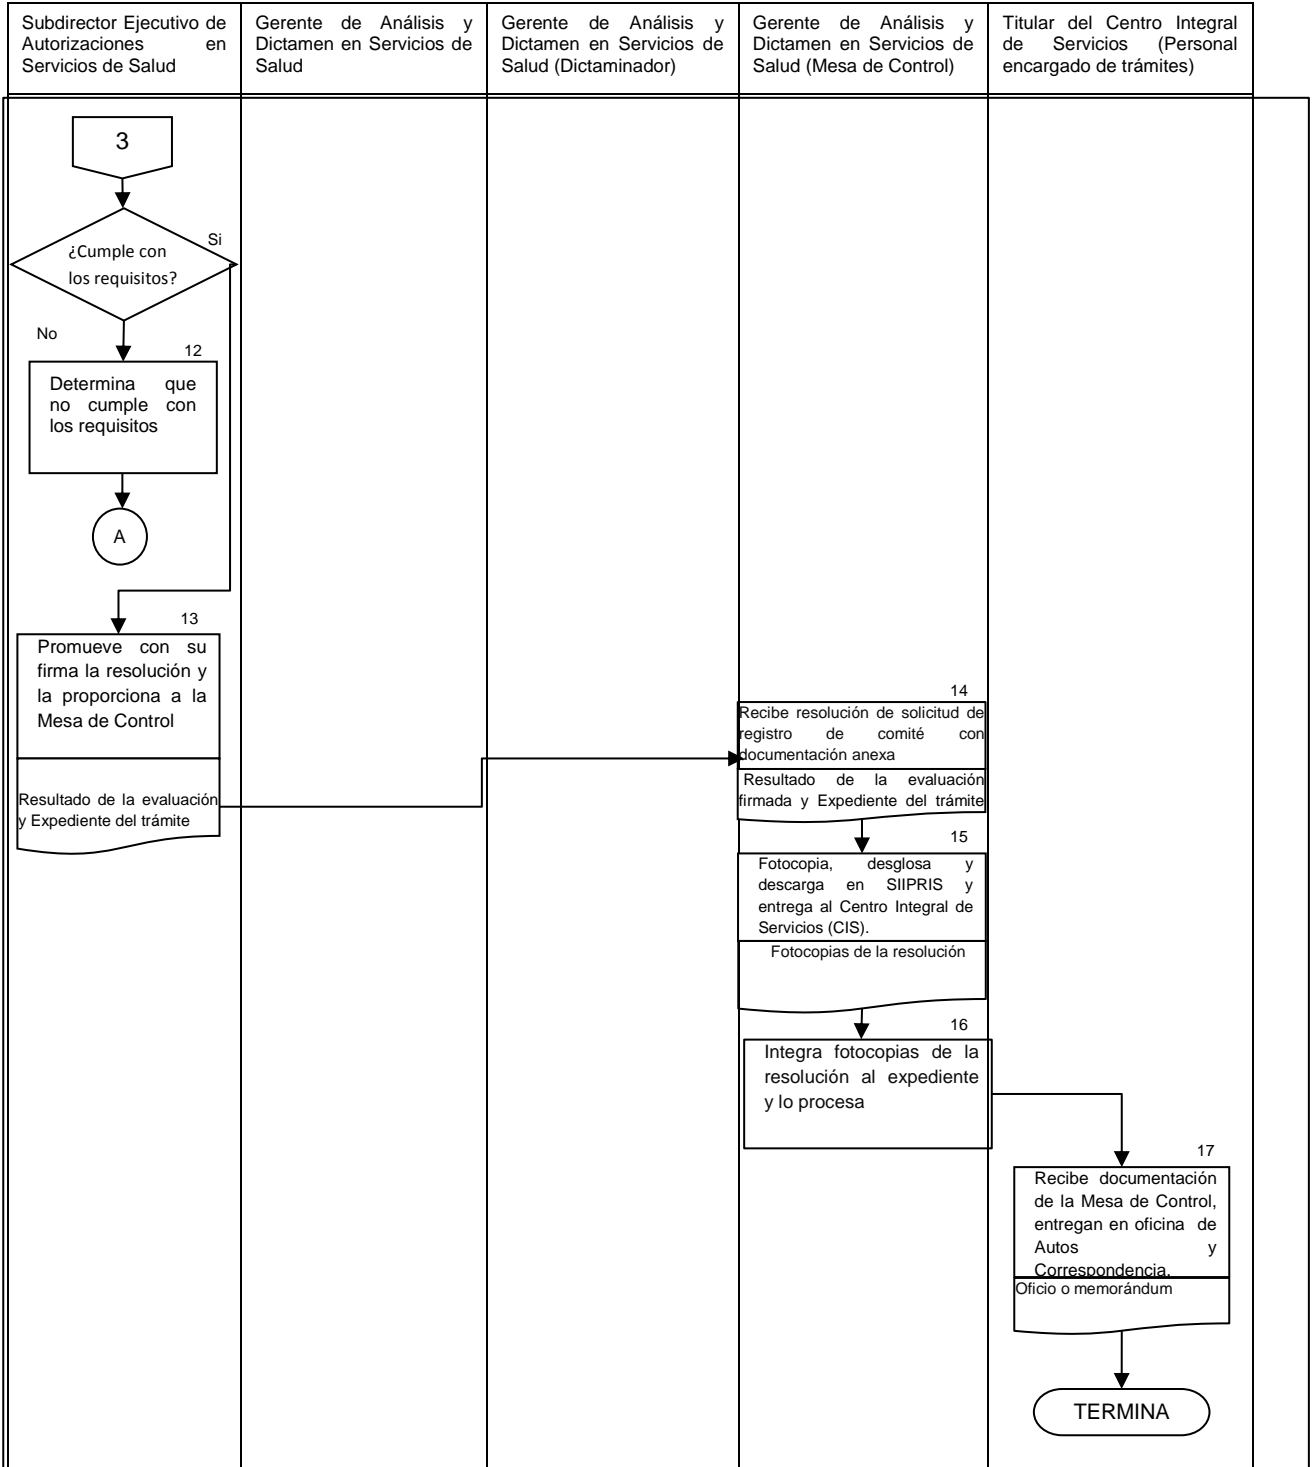 Subdirector Ejecutivo de
Autorizaciones en
Servicios de Salud
Gerente de Análisis y
Dictamen en Servicios de
Salud
Gerente de Análisis y
Dictamen en Servicios de
Salud (Dictaminador)
Gerente de Análisis y
Dictamen en Servicios de
Salud (Mesa de Control)
Titular del Centro Integral
de Servicios (Personal
encargado de trámites)
3
¿Cumple con
los requisitos?
Si
No
12
Determina que
no cumple con
los requisitos
A
13
Promueve con su
firma la resolución y
la proporciona a la
Mesa de Control
Resultado de la evaluación
y Expediente del trámite
14
Recibe resolución de solicitud de
registro de comité con
documentación anexa
Resultado de la evaluación
firmada y Expediente del trámite
15
Fotocopia, desglosa y
descarga en SIIPRIS y
entrega al Centro Integral de
Servicios (CIS).
Fotocopias de la resolución
16
Integra fotocopias de la
resolución al expediente
y lo procesa
17
Recibe documentación
de la Mesa de Control,
entregan en oficina de
Autos y
Correspondencia.
Oficio o memorándum
TERMINA